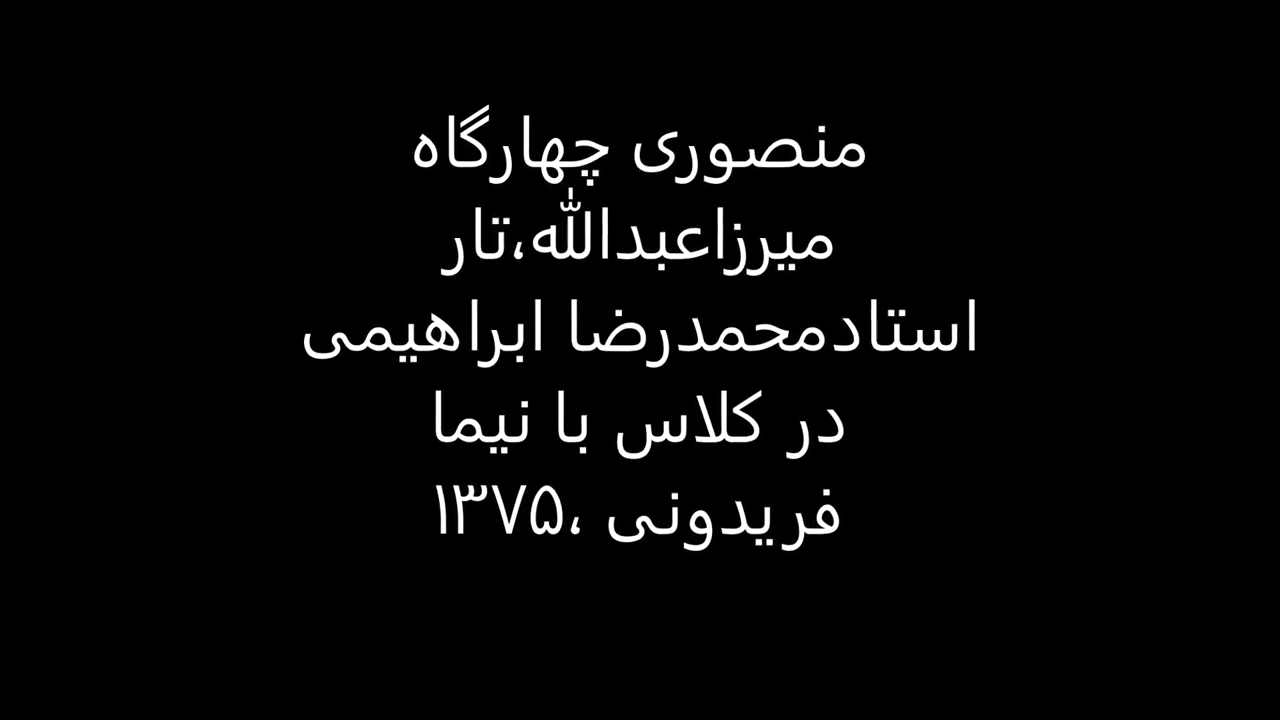 منصوری چهارگاه
میرزاعبدالله،تار
استادمحمدرضا ابراهیمی
در کلاس با نیما
فریدونی ،۱۳۷۵